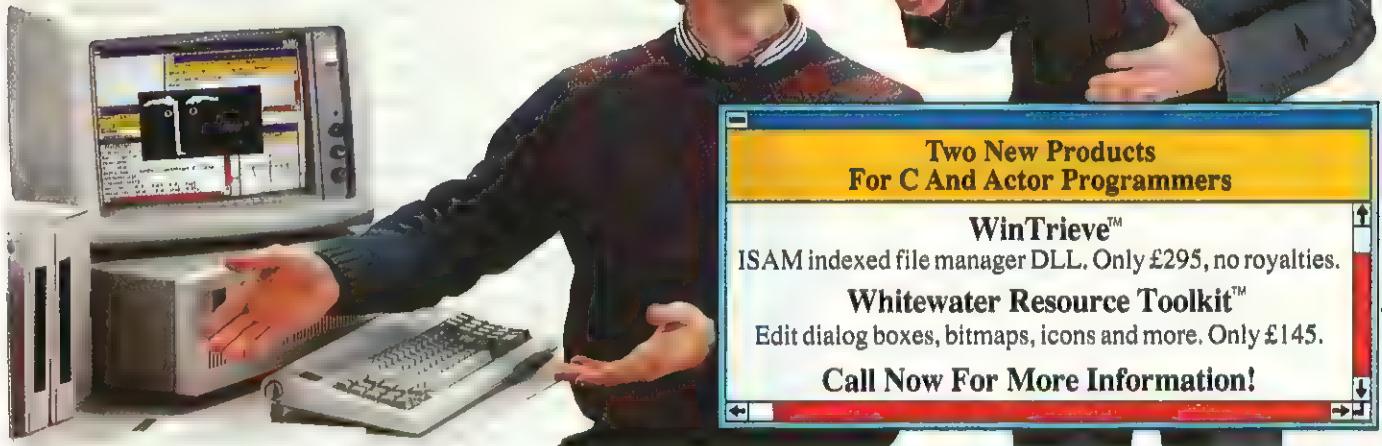 Two New Products
For C And Actor Programmers
WinTrieve™
ISAM indexed file manager DLL. Only £295, no royalties.
Whitewater Resource Toolkit™
Edit dialog boxes, bitmaps, icons and more. Only £145.
Call Now For More Information!